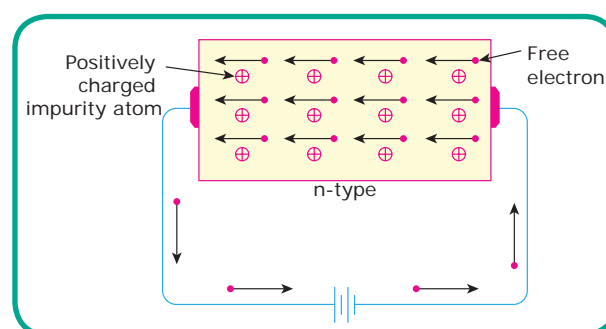 Positively
charged
impurity atom
Free
electron
n-type